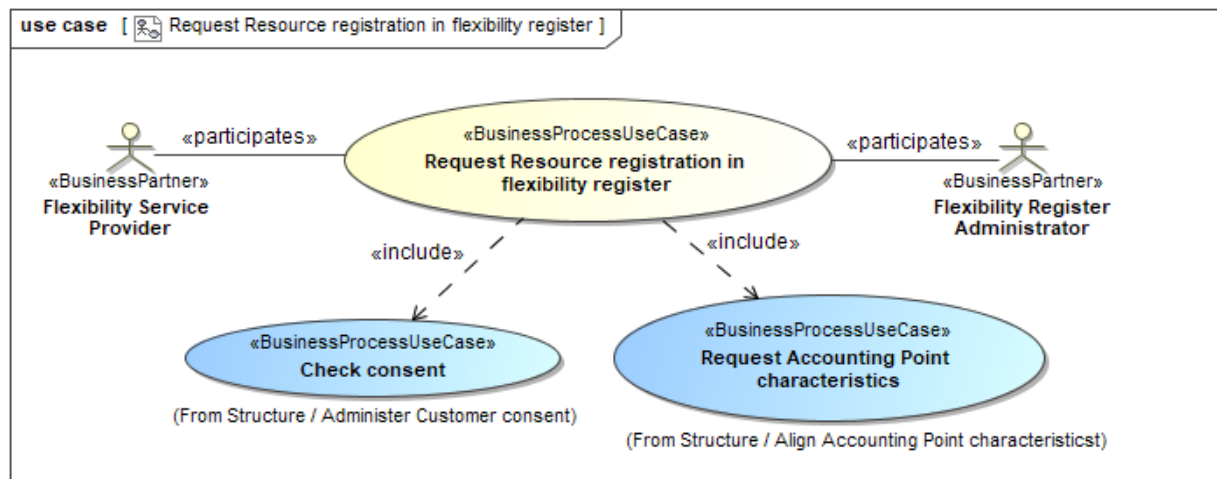 use case [ Request Resource registration in flexibility register ]
«participates»
«BusinessProcessUseCase»
Request Resource registration in
flexibility register
«participates»
«BusinessPartner»
Flexibility Service
Provider
«BusinessPartner»
Flexibility Register
Administrator
«include»
«include»
«BusinessProcessUseCase»
Check consent
(From Structure / Administer Customer consent)
«BusinessProcessUseCase»
Request Accounting Point
characteristics
(From Structure / Align Accounting Point characteristicst)